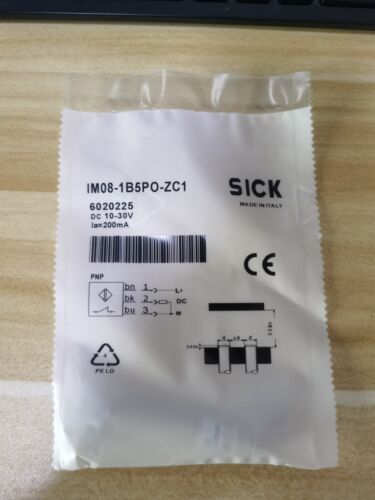 IM08-1B5PO-ZC1
SICK
6020225
MADE IN ITALY
DC 10-30V
Ia=200mA
CE
PNP
bn 1 L+
bk 2 DC
bu 3 M
4
PE LD
d ≥d d